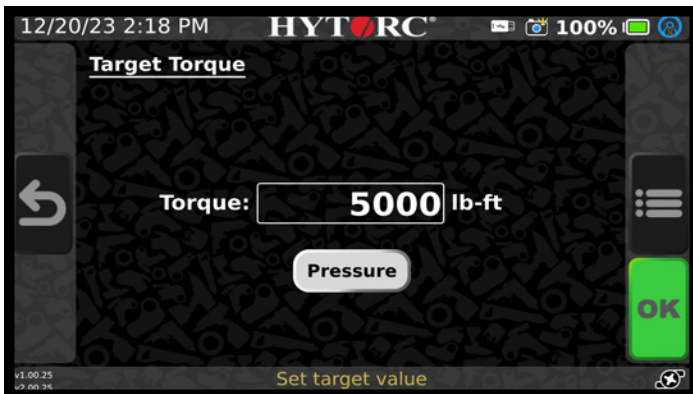 12/20/23 2:18 PM HYTORC® 100%
Target Torque
Torque: 5000 lb-ft
Pressure
OK
v1.00.25
v2.00.25
Set target value